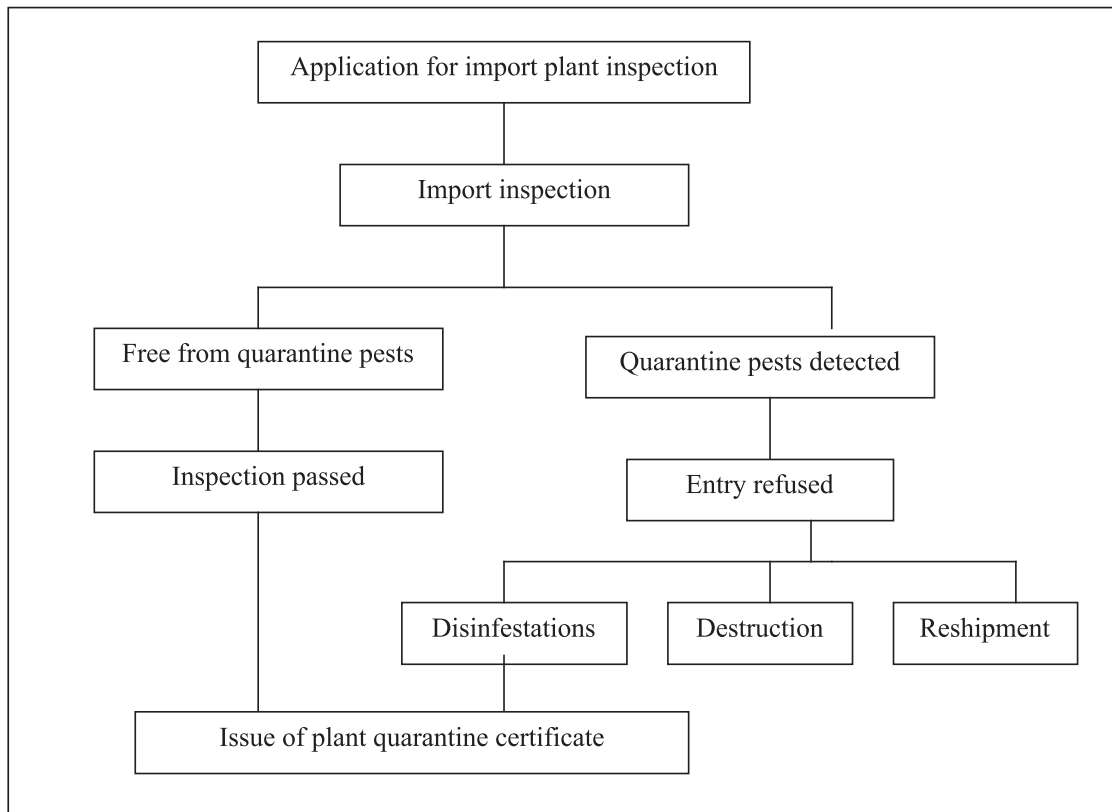 Application for import plant inspection
Import inspection
Free from quarantine pests
Quarantine pests detected
Inspection passed
Entry refused
Disinfestations
Destruction
Reshipment
Issue of plant quarantine certificate